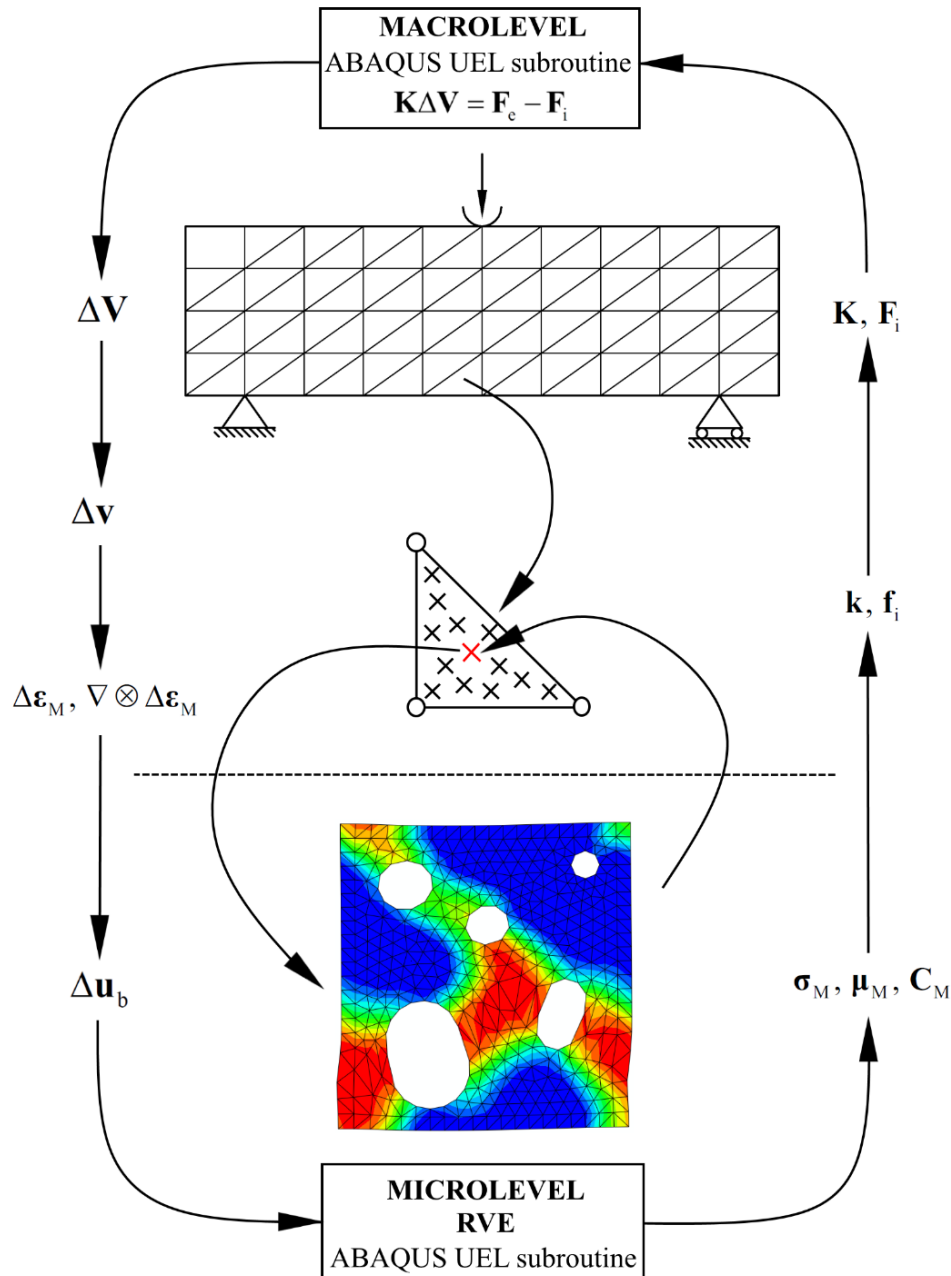 MACROLEVEL
ABAQUS UEL subroutine
KΔV = Fₑ − Fᵢ
ΔV
K, Fᵢ
Δv
k, fᵢ
Δε_M, ∇ ⊗ Δε_M
Δu_b
σ_M, μ_M, C_M
MICROLEVEL
RVE
ABAQUS UEL subroutine